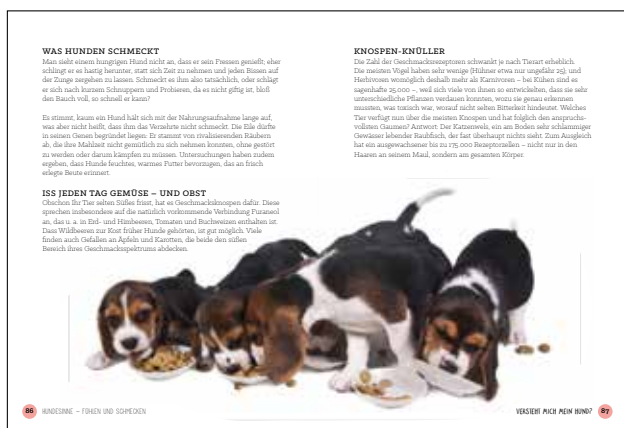 WAS HUNDEN SCHMECKT
Man sieht einem hungrigen Hund nicht an, dass er sein Fressen genießt; eher
schlingt er es hastig herunter, statt sich Zeit zu nehmen und jeden Bissen auf
der Zunge zergehen zu lassen. Schmeckt es ihm also tatsächlich, oder schlägt
er sich nach kurzem Schnuppern und Probieren, da es nicht giftig ist, bloß
den Bauch voll, so schnell er kann?
Es stimmt, kaum ein Hund hält sich mit der Nahrungsaufnahme lange auf,
was aber nicht heißt, dass ihm das Verzehrte nicht schmeckt. Die Eile dürfte
in seinen Genen begründet liegen: Er stammt von rivalisierenden Räubern
ab, die ihre Mahlzeit nicht gemütlich zu sich nehmen konnten, ohne gestört
zu werden oder darum kämpfen zu müssen. Untersuchungen haben zudem
ergeben, dass Hunde feuchtes, warmes Futter bevorzugen, das an frisch
erlegte Beute erinnert.
ISS JEDEN TAG GEMÜSE – UND OBST
Obschon Ihr Tier selten Süßes frisst, hat es Geschmacksknospen dafür. Diese
sprechen insbesondere auf die natürlich vorkommende Verbindung Furaneol
an, das u. a. in Erd- und Himbeeren, Tomaten und Buchweizen enthalten ist.
Dass Wildbeeren zur Kost früher Hunde gehörten, ist gut möglich. Viele
finden auch Gefallen an Äpfeln und Karotten, die beide den süßen
Bereich ihres Geschmacksspektrums abdecken.
86 HUNDESINNE – FÜHLEN UND SCHMECKEN
KNOSPEN-KNÜLLER
Die Zahl der Geschmacksrezeptoren schwankt je nach Tierart erheblich.
Die meisten Vögel haben sehr wenige (Hühner etwa nur ungefähr 25); und
Herbivoren womöglich deshalb mehr als Karnivoren – bei Kühen sind es
sagenhafte 25.000 –, weil sich viele von ihnen so entwickelten, dass sie sehr
unterschiedliche Pflanzen verdauen konnten, wozu sie genau erkennen
mussten, was toxisch war, worauf nicht selten Bitterkeit hindeutet. Welches
Tier verfügt nun über die meisten Knospen und hat folglich den anspruchs-
vollsten Gaumen? Antwort: Der Katzenwels, ein am Boden sehr schlammiger
Gewässer lebender Raubfisch, der fast überhaupt nichts sieht. Zum Ausgleich
hat ein ausgewachsener bis zu 175.000 Rezeptorzellen – nicht nur in den
Haaren an seinem Maul, sondern am gesamten Körper.
VERSTEHT MICH MEIN HUND? 87